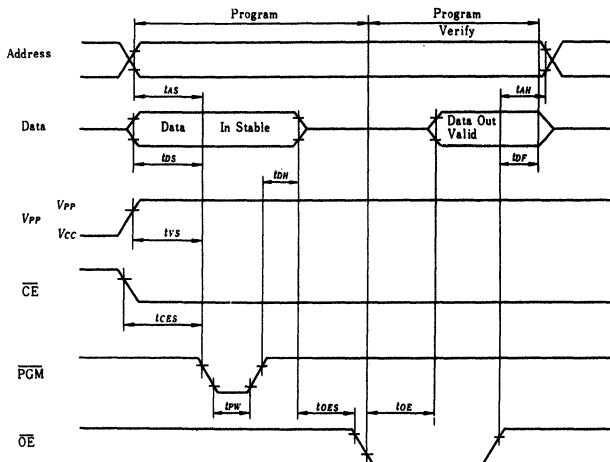 Program
Program
Verify
Address
tAS
tAH
Data
Data
In Stable
Data Out
Valid
tDS
tDH
tDF
VPP
VPP
VCC
tVS
CE
tCES
PGM
tPW
tOES
tOE
OE